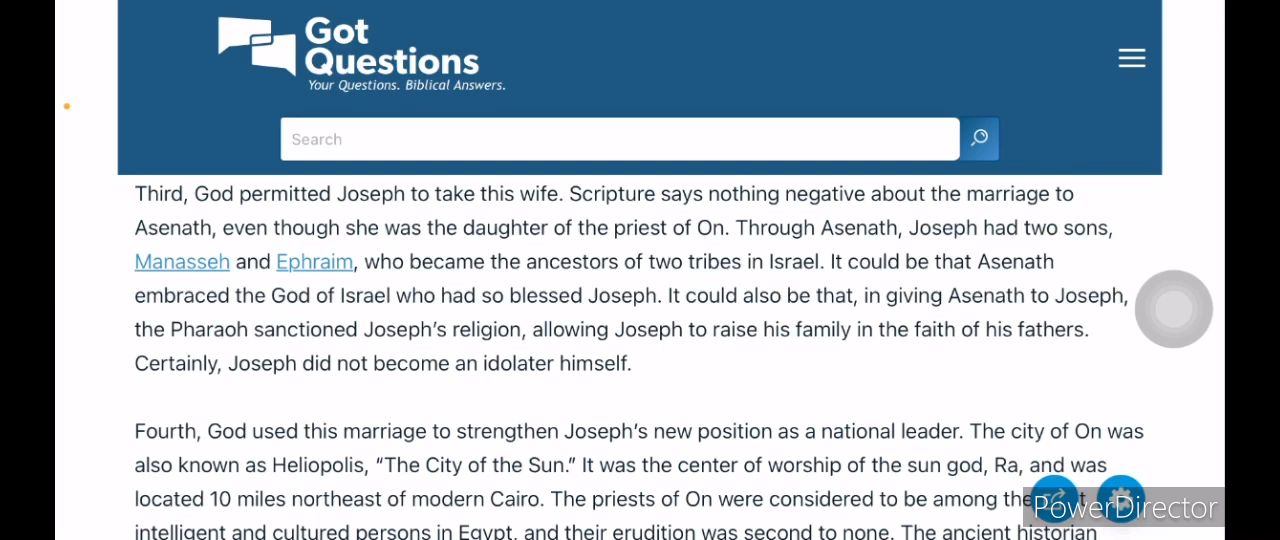 Got
Questions
Your Questions. Biblical Answers.
Search
Third, God permitted Joseph to take this wife. Scripture says nothing negative about the marriage to
Asenath, even though she was the daughter of the priest of On. Through Asenath, Joseph had two sons,
Manasseh and Ephraim, who became the ancestors of two tribes in Israel. It could be that Asenath
embraced the God of Israel who had so blessed Joseph. It could also be that, in giving Asenath to Joseph,
the Pharaoh sanctioned Joseph’s religion, allowing Joseph to raise his family in the faith of his fathers.
Certainly, Joseph did not become an idolater himself.
Fourth, God used this marriage to strengthen Joseph’s new position as a national leader. The city of On was
also known as Heliopolis, “The City of the Sun.” It was the center of worship of the sun god, Ra, and was
located 10 miles northeast of modern Cairo. The priests of On were considered to be among the
PowerDirector
intelligent and cultured persons in Egypt, and their erudition was second to none. The ancient historian